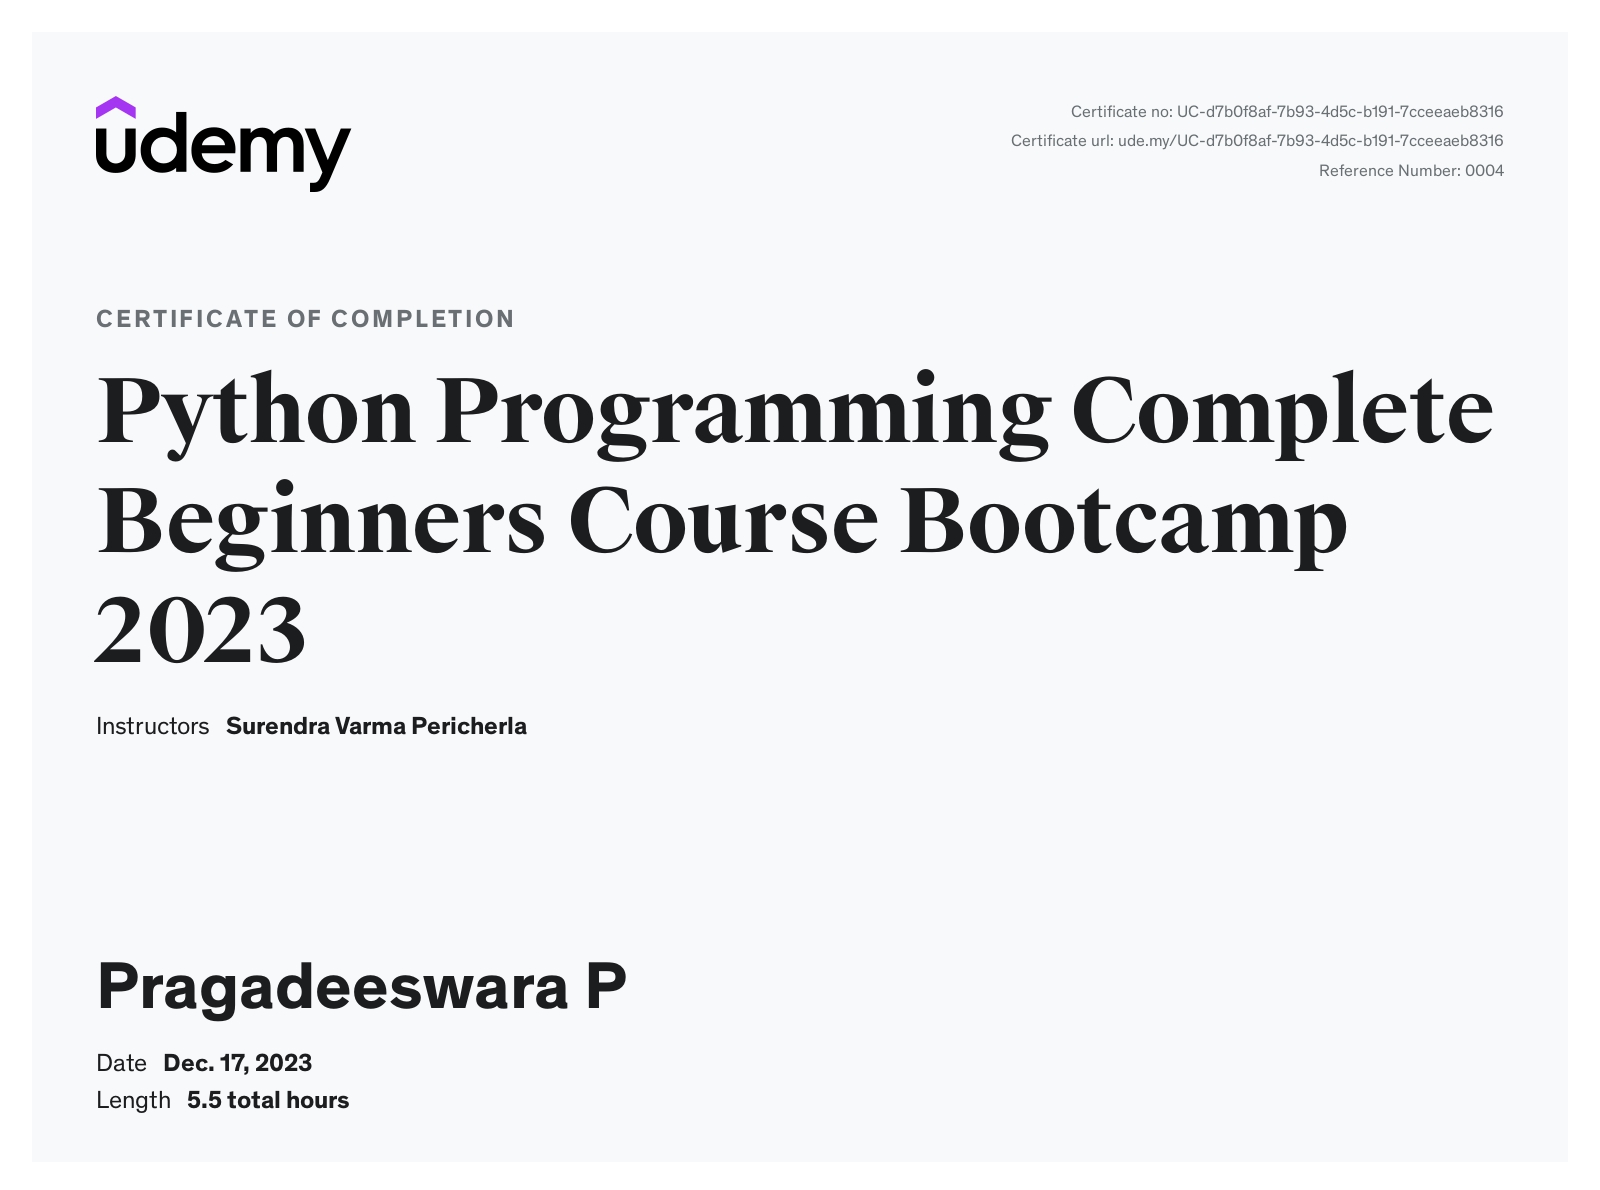 udemy
Certificate no: UC-d7b0f8af-7b93-4d5c-b191-7cceeaeb8316
Certificate url: ude.my/UC-d7b0f8af-7b93-4d5c-b191-7cceeaeb8316
Reference Number: 0004
CERTIFICATE OF COMPLETION
Python Programming Complete
Beginners Course Bootcamp
2023
Instructors Surendra Varma Pericherla
Pragadeeswara P
Date Dec. 17, 2023
Length 5.5 total hours